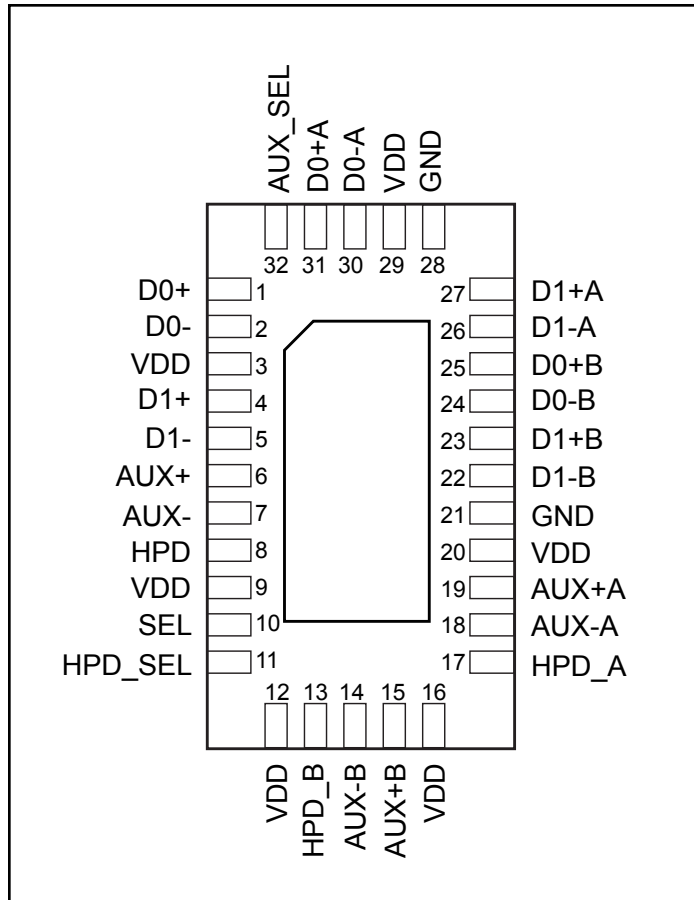 AUX_SEL
D0+A
D0-A
VDD
GND
32 31 30 29 28
D0+ 1
D0- 2
VDD 3
D1+ 4
D1- 5
AUX+ 6
AUX- 7
HPD 8
VDD 9
SEL 10
HPD_SEL 11
27 D1+A
26 D1-A
25 D0+B
24 D0-B
23 D1+B
22 D1-B
21 GND
20 VDD
19 AUX+A
18 AUX-A
17 HPD_A
12 13 14 15 16
VDD
HPD_B
AUX-B
AUX+B
VDD